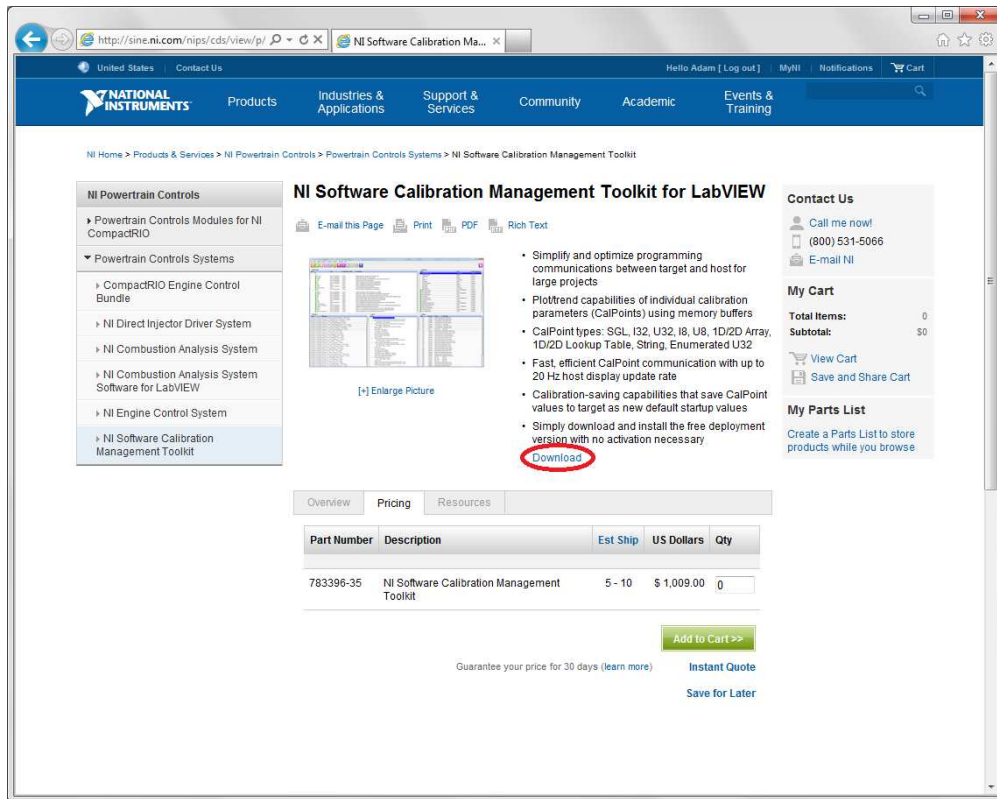 http://sine.ni.com/nips/cds/view/p/
NI Software Calibration Ma...
United States | Contact Us
Hello Adam [ Log out ] | MyNI | Notifications
Cart
NATIONAL INSTRUMENTS
Products
Industries & Applications
Support & Services
Community
Academic
Events & Training
NI Home > Products & Services > NI Powertrain Controls > Powertrain Controls Systems > NI Software Calibration Management Toolkit
NI Powertrain Controls
Powertrain Controls Modules for NI
CompactRIO
Powertrain Controls Systems
CompactRIO Engine Control
Bundle
NI Direct Injector Driver System
NI Combustion Analysis System
NI Combustion Analysis System
Software for LabVIEW
NI Engine Control System
NI Software Calibration
Management Toolkit
NI Software Calibration Management Toolkit for LabVIEW
E-mail this Page
Print
PDF
Rich Text
[+] Enlarge Picture
• Simplify and optimize programming
communications between target and host for
large projects
• Plot/trend capabilities of individual calibration
parameters (CalPoints) using memory buffers
• CalPoint types: SGL, I32, U32, I8, U8, 1D/2D Array,
1D/2D Lookup Table, String, Enumerated U32
• Fast, efficient CalPoint communication with up to
20 Hz host display update rate
• Calibration-saving capabilities that save CalPoint
values to target as new default startup values
• Simply download and install the free deployment
version with no activation necessary
Download
Contact Us
Call me now!
(800) 531-5066
E-mail NI
My Cart
Total Items: 0
Subtotal: $0
View Cart
Save and Share Cart
My Parts List
Create a Parts List to store
products while you browse
Overview
Pricing
Resources
Part Number Description Est Ship US Dollars Qty
783396-35 NI Software Calibration Management 5 - 10 $ 1,009.00 0
Toolkit
Add to Cart >>
Guarantee your price for 30 days (learn more)
Instant Quote
Save for Later